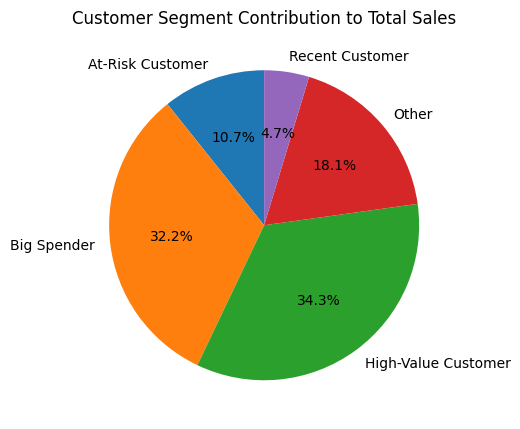 Customer Segment Contribution to Total Sales
Recent Customer
At-Risk Customer
Other
4.7%
10.7%
18.1%
32.2%
Big Spender
34.3%
High-Value Customer